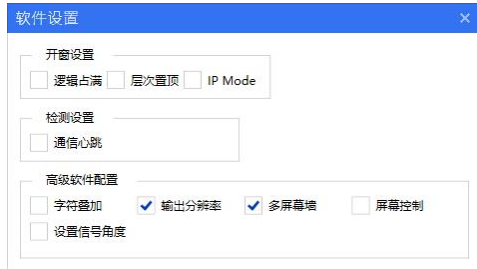 软件设置
开窗设置
逻辑占满 层次置顶 IP Mode
检测设置
通信心跳
高级软件配置
字符叠加 输出分辨率 多屏幕墙 屏幕控制
设置信号角度